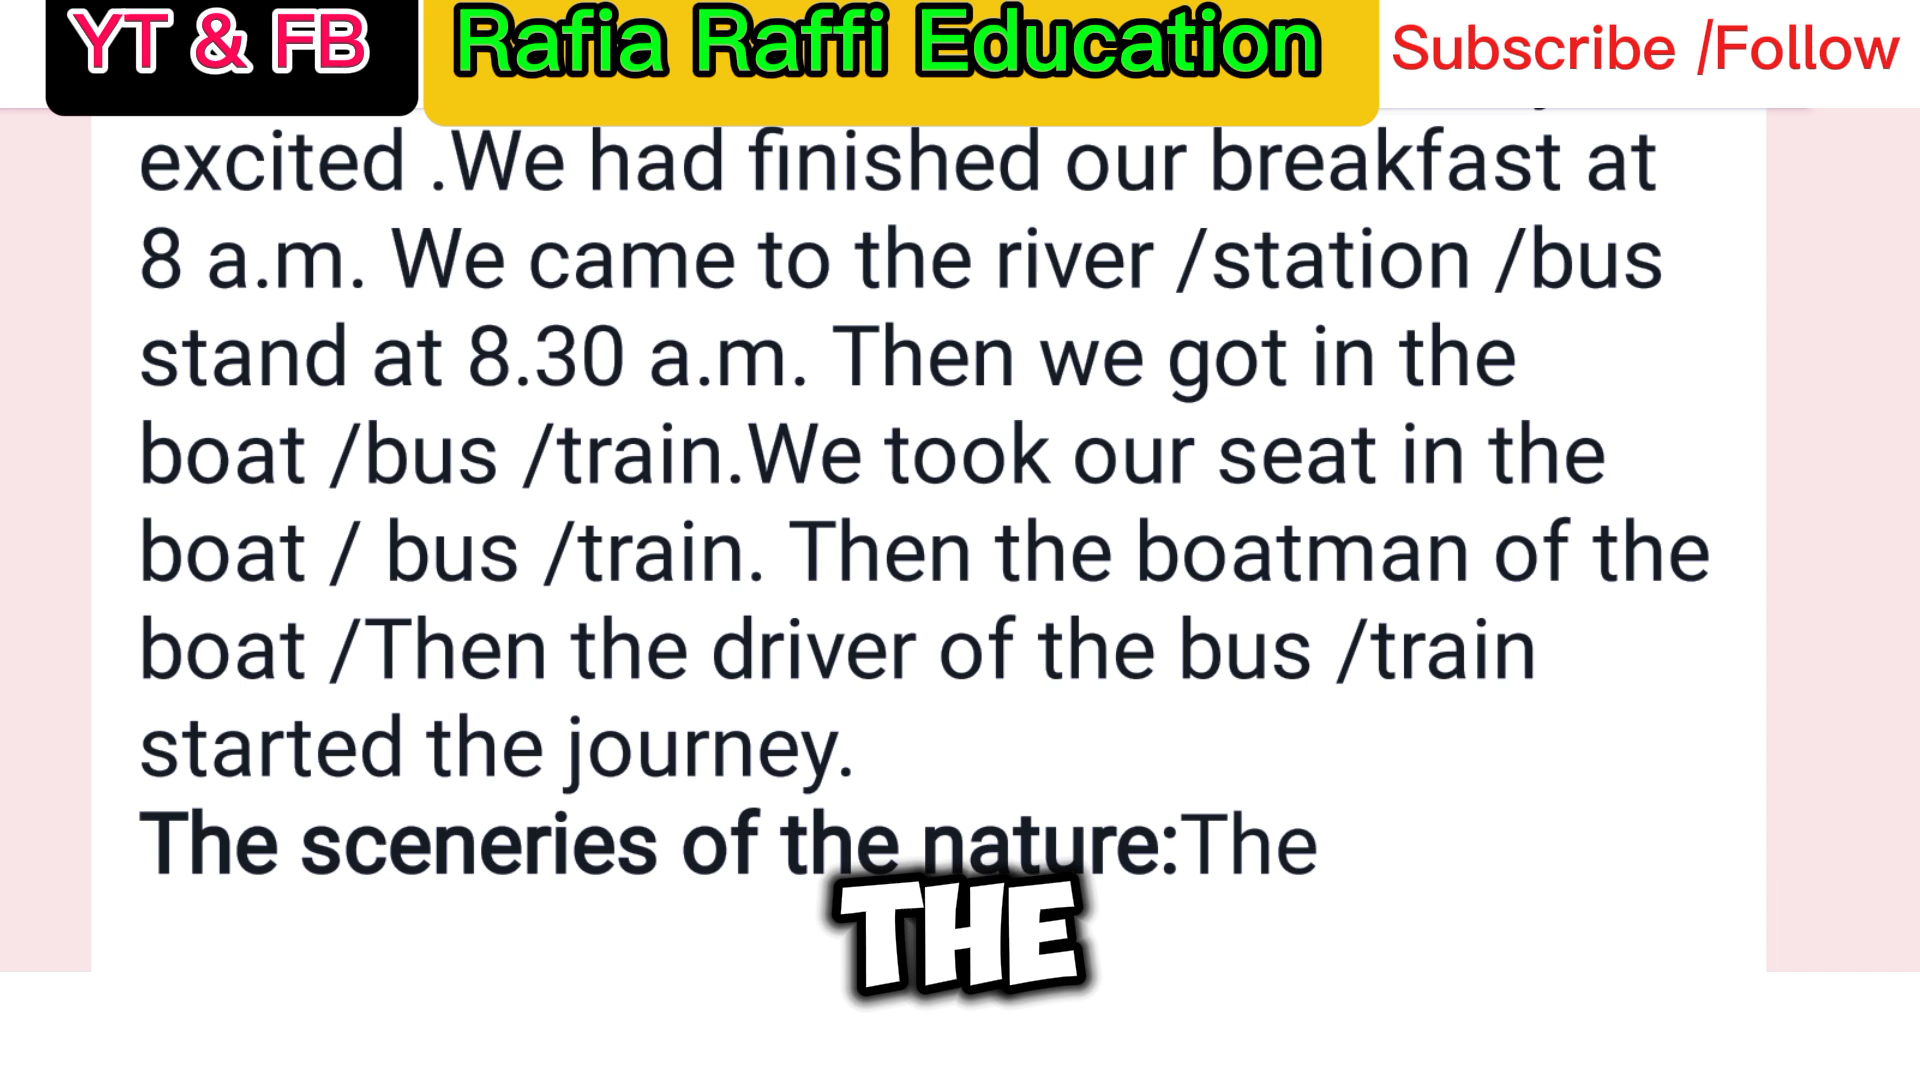 YT & FB
Rafia Raffi Education
Subscribe /Follow
excited .We had finished our breakfast at
8 a.m. We came to the river /station /bus
stand at 8.30 a.m. Then we got in the
boat /bus /train.We took our seat in the
boat / bus /train. Then the boatman of the
boat /Then the driver of the bus /train
started the journey.
The sceneries of the nature:The
THE